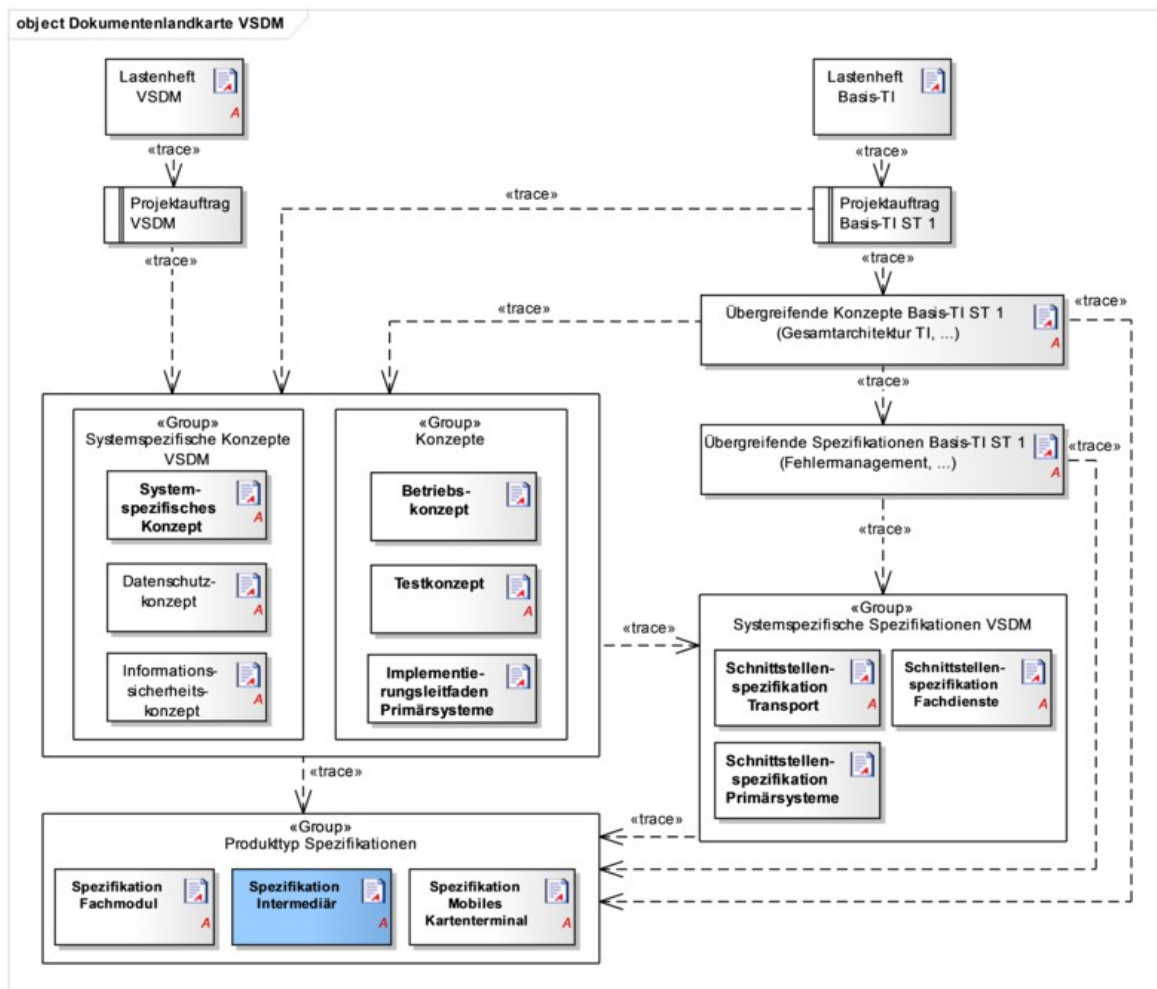 object Dokumentenlandkarte VSDM
Lastenheft
VSDM
A
Lastenheft
Basis-TI
«trace»
«trace»
Projektauftrag
VSDM
«trace»
Projektauftrag
Basis-TI ST 1
«trace»
«trace»
«trace»
Übergreifende Konzepte Basis-TI ST 1
(Gesamtarchitektur TI, ...)
A
«trace»
«trace»
Übergreifende Spezifikationen Basis-TI ST 1
(Fehlermanagement, ...)
A
«trace»
«trace»
«Group»
Systemspezifische Konzepte
VSDM
System-
spezifisches
Konzept
A
Datenschutz-
konzept
A
Informations-
sicherheits-
konzept
A
«Group»
Konzepte
Betriebs-
konzept
Testkonzept
A
Implementie-
rungsleitfaden
Primärsysteme
«trace»
«Group»
Systemspezifische Spezifikationen VSDM
Schnittstellen-
spezifikation
Transport
A
Schnittstellen-
spezifikation
Fachdienste
A
Schnittstellen-
spezifikation
Primärsysteme
«trace»
«trace»
«Group»
Produkttyp Spezifikationen
Spezifikation
Fachmodul
A
Spezifikation
Intermediär
A
Spezifikation
Mobiles
Kartenterminal
A